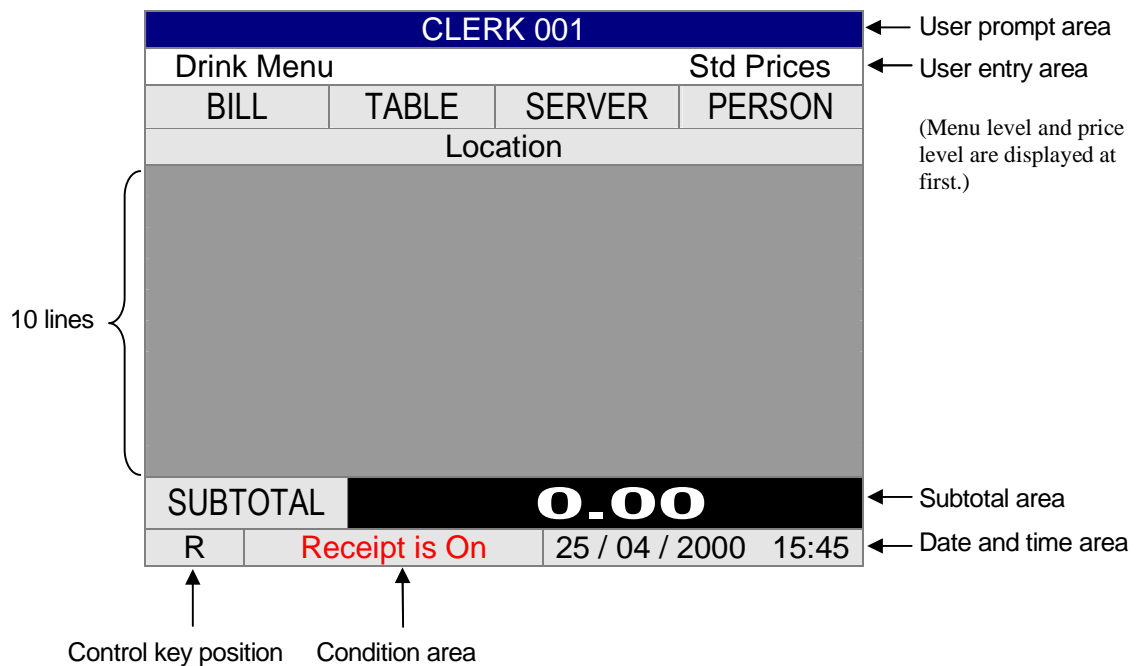 CLERK 001
User prompt area
Drink Menu Std Prices
User entry area
BILL TABLE SERVER PERSON
(Menu level and price
level are displayed at
first.)
Location
10 lines
SUBTOTAL 0.00
Subtotal area
R Receipt is On 25 / 04 / 2000 15:45
Date and time area
Control key position
Condition area